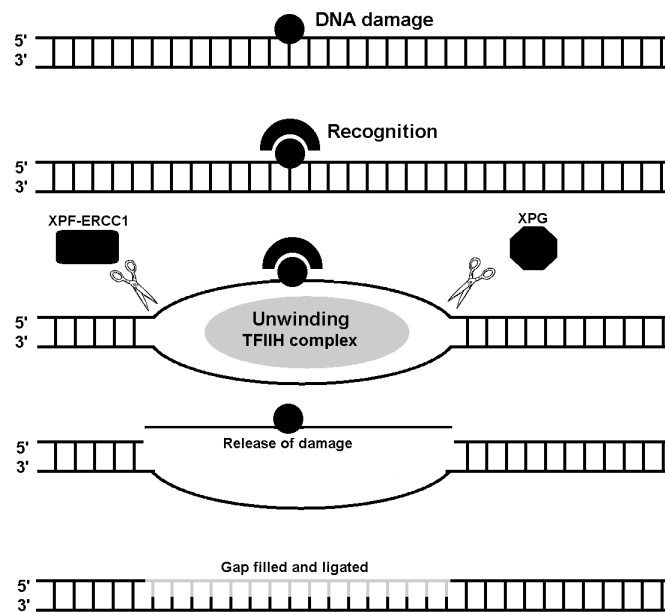 DNA damage
5'
3'
Recognition
5'
3'
XPF-ERCC1
XPG
Unwinding
TFIIH complex
5'
3'
Release of damage
5'
3'
Gap filled and ligated
5'
3'